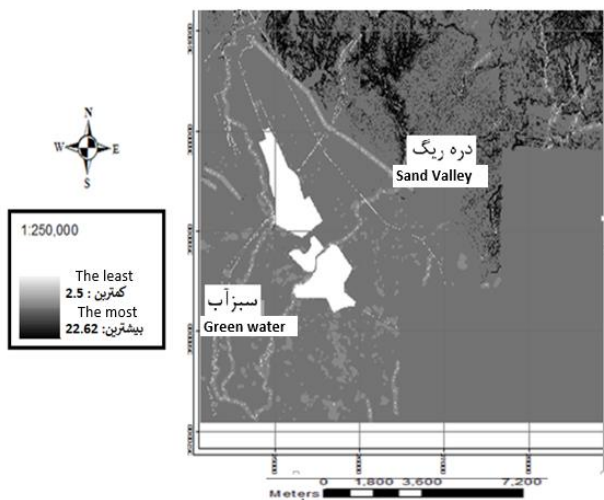 N
W E
S
1:250,000
The least
کمترین : 2.5
The most
بیشترین: 22.62
دره ریگ
Sand Valley
سبزآب
Green water
0 1,800 3,600 7,200
Meters